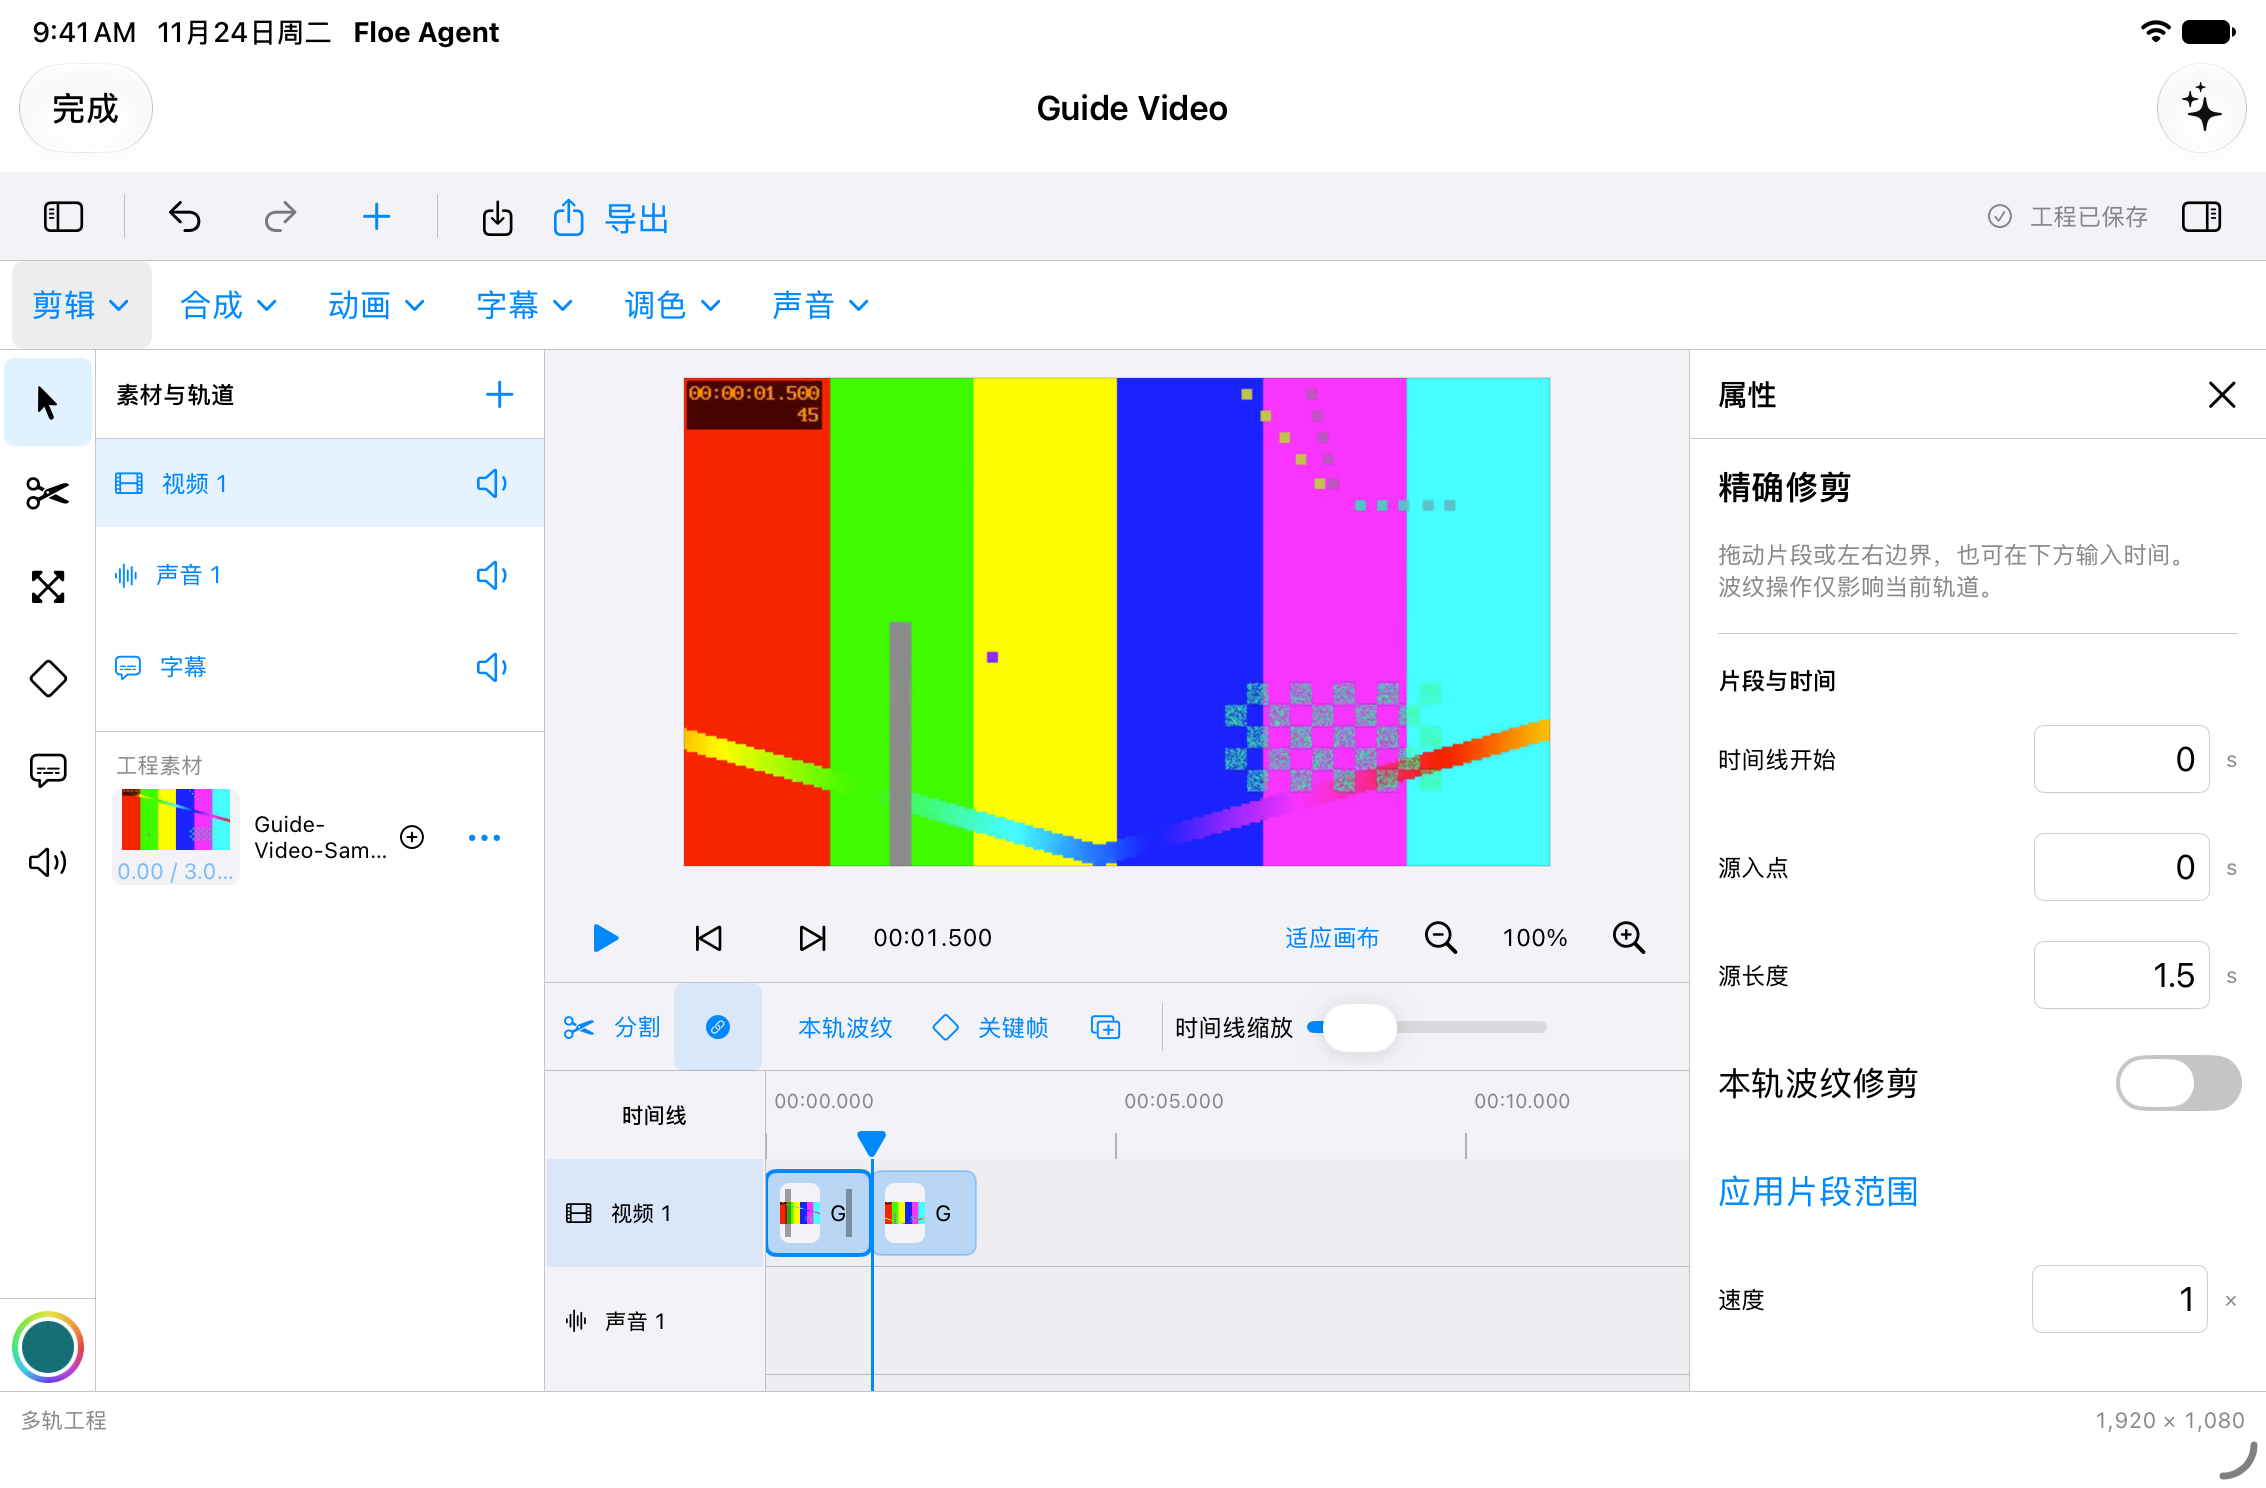 9:41 AM 11月24日周二 Floe Agent
完成
Guide Video
导出
工程已保存
剪辑 合成 动画 字幕 调色 声音
素材与轨道
视频 1
声音 1
字幕
工程素材
Guide-
Video-Sam...
0.00 / 3.0...
00:00:01.500
45
00:01.500
适应画布
100%
分割
本轨波纹
关键帧
时间线缩放
时间线
00:00.000
00:05.000
00:10.000
视频 1
G
G
声音 1
属性
精确修剪
拖动片段或左右边界，也可在下方输入时间。
波纹操作仅影响当前轨道。
片段与时间
时间线开始 0 s
源入点 0 s
源长度 1.5 s
本轨波纹修剪
应用片段范围
速度 1 ×
多轨工程
1,920 × 1,080